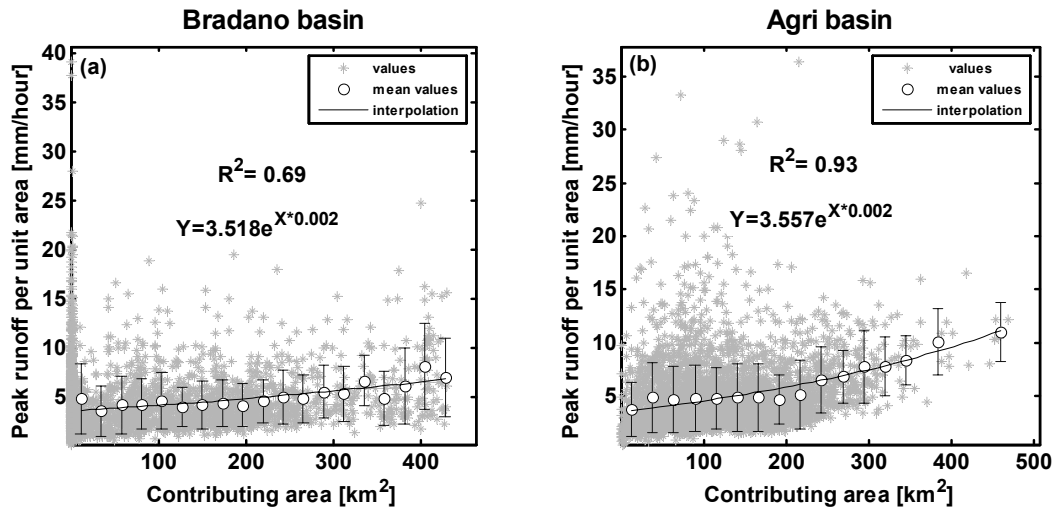 Bradano basin
(a)
values
mean values
interpolation
R²= 0.69
Y=3.518e^X*0.002
Peak runoff per unit area [mm/hour]
40
35
30
25
20
15
10
5
100 200 300 400
Contributing area [km²]
Agri basin
(b)
values
mean values
interpolation
R²= 0.93
Y=3.557e^X*0.002
Peak runoff per unit area [mm/hour]
35
30
25
20
15
10
5
100 200 300 400 500
Contributing area [km²]